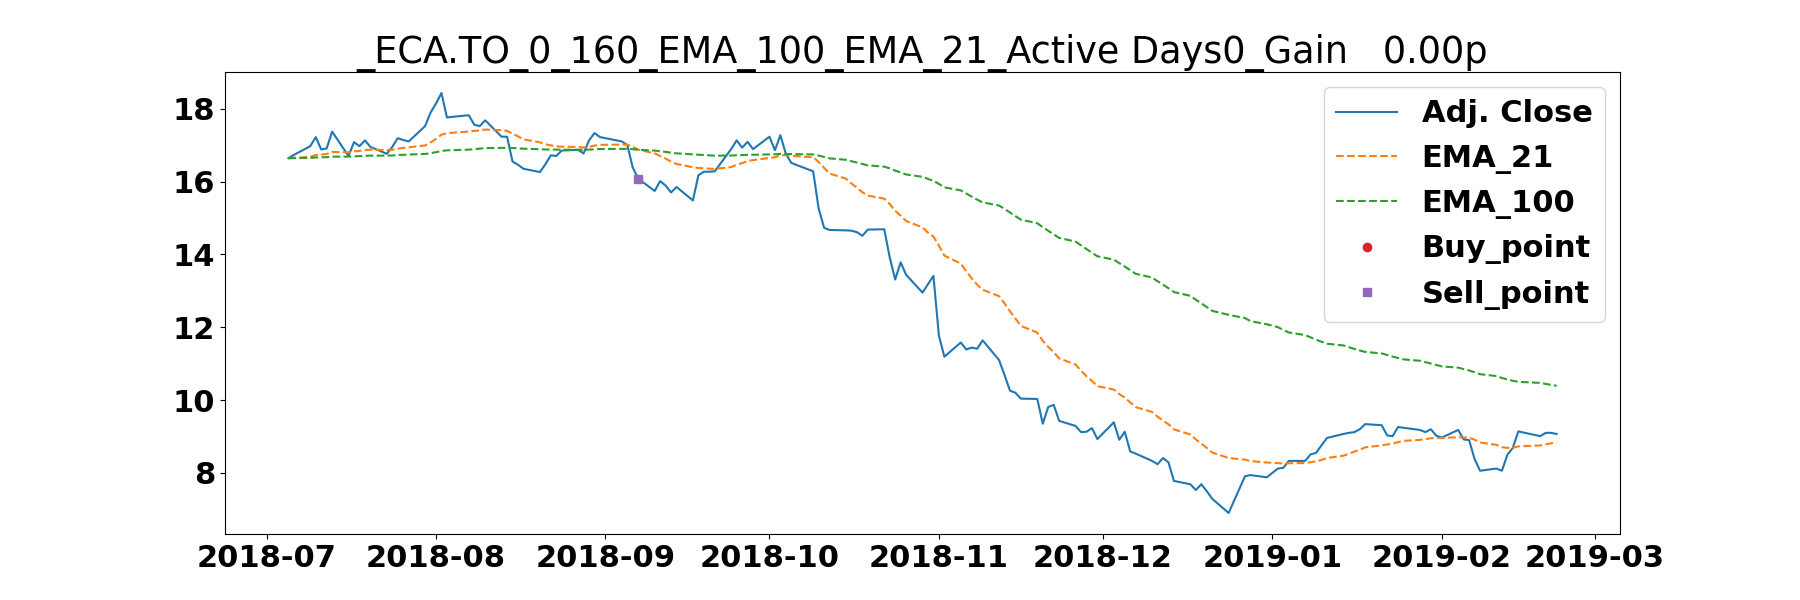 _ECA.TO_0_160_EMA_100_EMA_21_Active Days0_Gain   0.00p
18
16
14
12
10
8
Adj. Close
EMA_21
EMA_100
Buy_point
Sell_point
2018-07 2018-08 2018-09 2018-10 2018-11 2018-12 2019-01 2019-02 2019-03